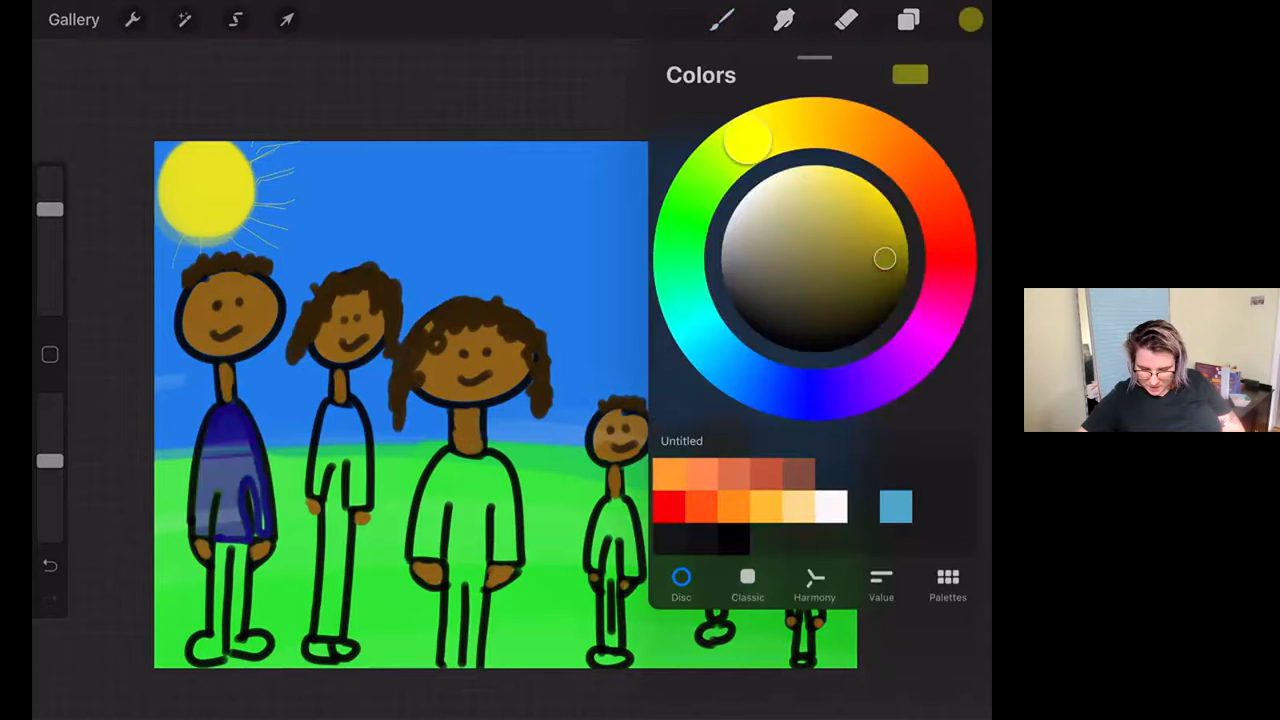 Gallery
Colors
Untitled
Disc
Classic
Harmony
Value
Palettes